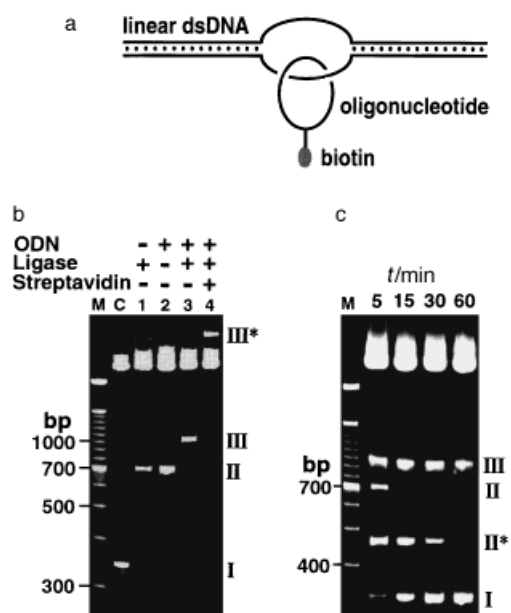 a
linear dsDNA
oligonucleotide
biotin
b
ODN - + + +
Ligase + - + +
Streptavidin +
M C 1 2 3 4
III*
bp
1000 III
700 II
500
I
300
c
t/min
M 5 15 30 60
bp III
700 II
II*
400
I